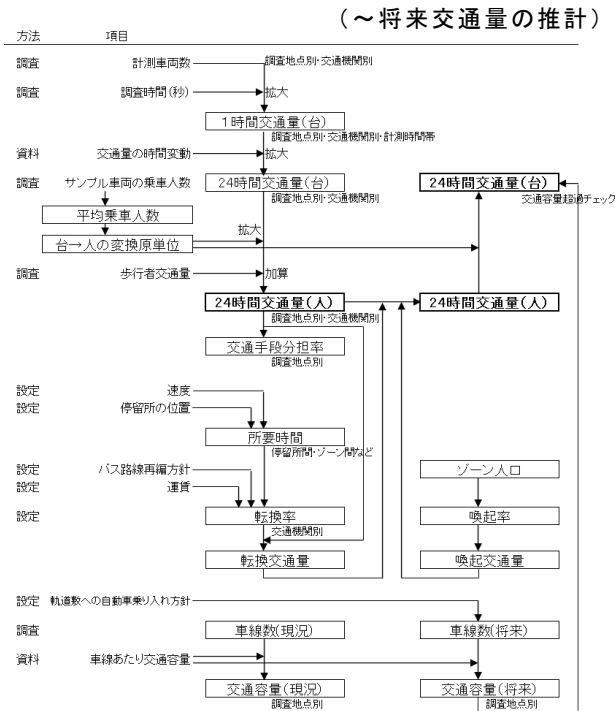 (～将来交通量の推計)
方法　項目
調査　計測車両数　調査地点別・交通機関別
調査　調査時間(秒)　拡大
1時間交通量(台)
調査地点別・交通機関別・計測時間帯
資料　交通量の時間変動　拡大
調査　サンプル車両の乗車人数　24時間交通量(台)　24時間交通量(台)
調査地点別・交通機関別　交通容量超過チェック
平均乗車人数
拡大
台→人の変換原単位
調査　歩行者交通量　加算
24時間交通量(人)　24時間交通量(人)
調査地点別・交通機関別
交通手段分担率
調査地点別
設定　速度
設定　停留所の位置
所要時間
停留所間・ゾーン間など
設定　バス路線再編方針　ゾーン人口
設定　運賃
設定　転換率　喚起率
交通機関別
転換交通量　喚起交通量
設定　軌道敷への自動車乗り入れ方針
調査　車線数(現況)　車線数(将来)
資料　車線あたり交通容量
交通容量(現況)　交通容量(将来)
調査地点別　調査地点別